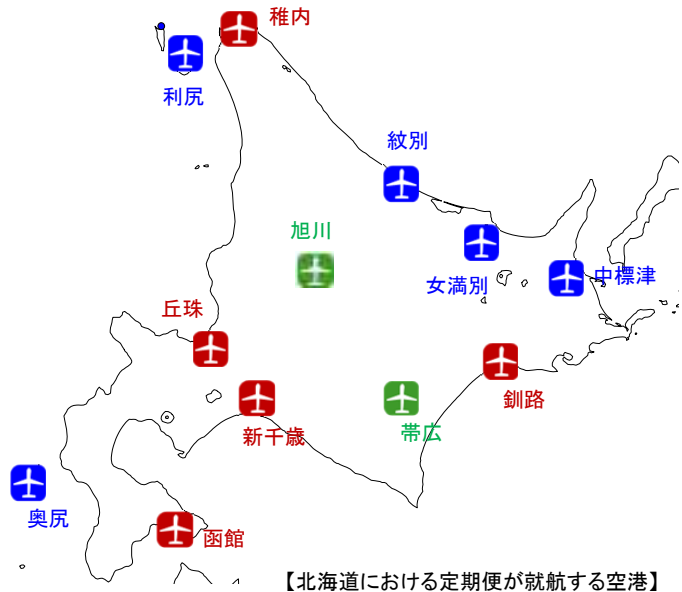 稚内
利尻
紋別
旭川
女満別
中標津
丘珠
釧路
新千歳
帯広
奥尻
函館
【北海道における定期便が就航する空港】